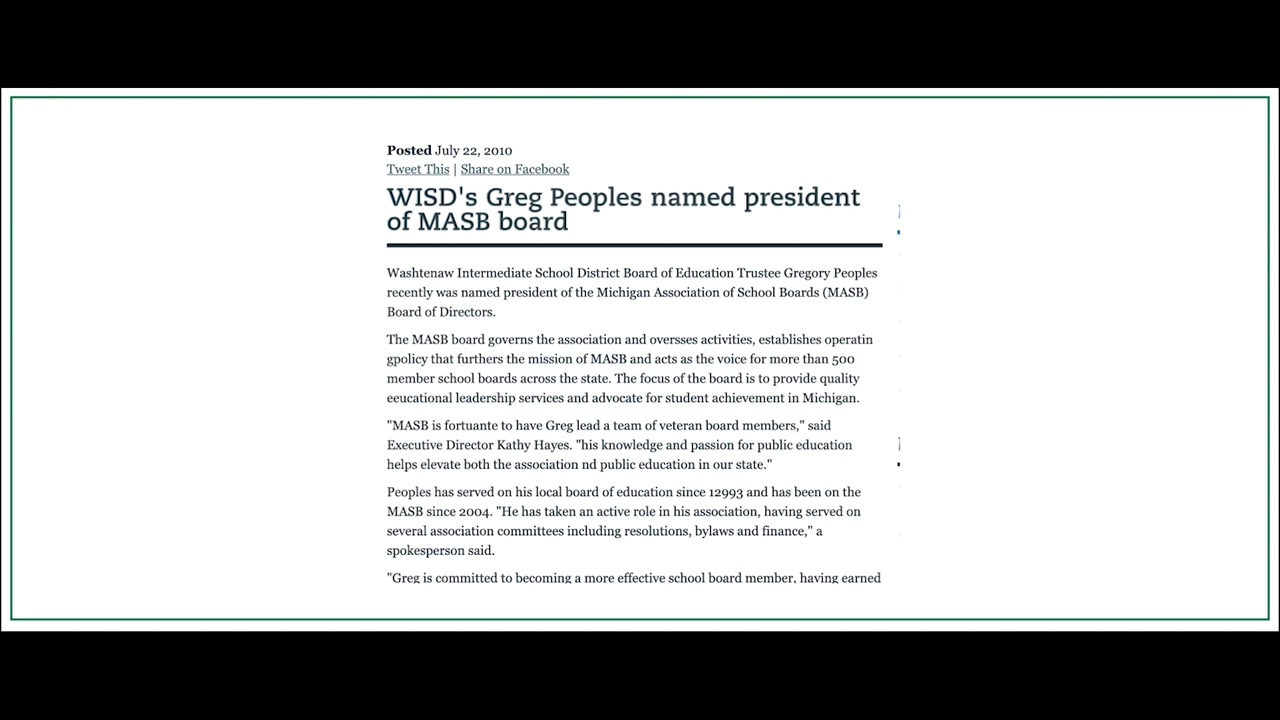 Posted July 22, 2010
Tweet This | Share on Facebook
WISD's Greg Peoples named president
of MASB board
Washtenaw Intermediate School District Board of Education Trustee Gregory Peoples
recently was named president of the Michigan Association of School Boards (MASB)
Board of Directors.
The MASB board governs the association and oversses activities, establishes operatin
gpolicy that furthers the mission of MASB and acts as the voice for more than 500
member school boards across the state. The focus of the board is to provide quality
eeucational leadership services and advocate for student achievement in Michigan.
"MASB is fortuante to have Greg lead a team of veteran board members," said
Executive Director Kathy Hayes. "his knowledge and passion for public education
helps elevate both the association nd public education in our state."
Peoples has served on his local board of education since 12993 and has been on the
MASB since 2004. "He has taken an active role in his association, having served on
several association committees including resolutions, bylaws and finance," a
spokesperson said.
"Greg is committed to becoming a more effective school board member, having earned